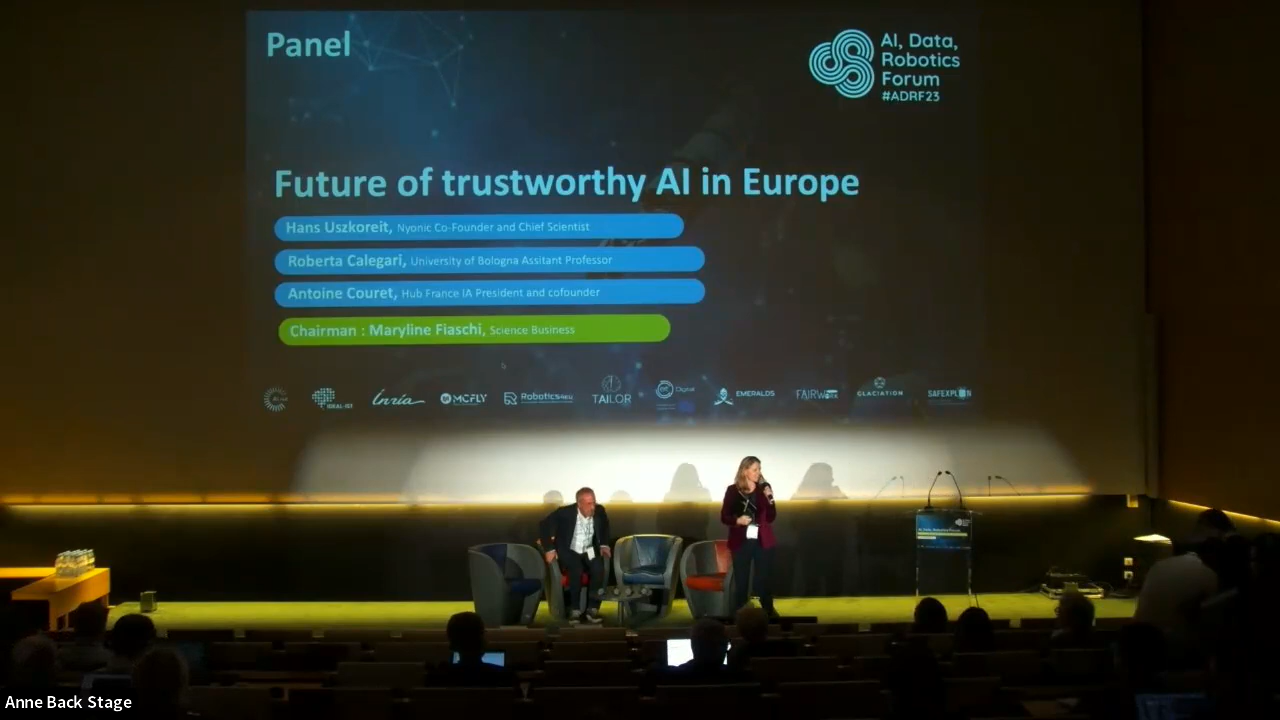 Panel
AI, Data,
Robotics
Forum
#ADRF23
Future of trustworthy AI in Europe
Hans Uszkoreit, Nyonic Co-Founder and Chief Scientist
Roberta Calegari, University of Bologna Assitant Professor
Antoine Couret, Hub France IA President and cofounder
Chairman : Maryline Fiaschi, Science Business
Inria
MCFLY
Robotics4EU
TAILOR
Digital
EMERALDS
FAIRWork
GLACIATION
SAFEXPLAIN
Anne Back Stage